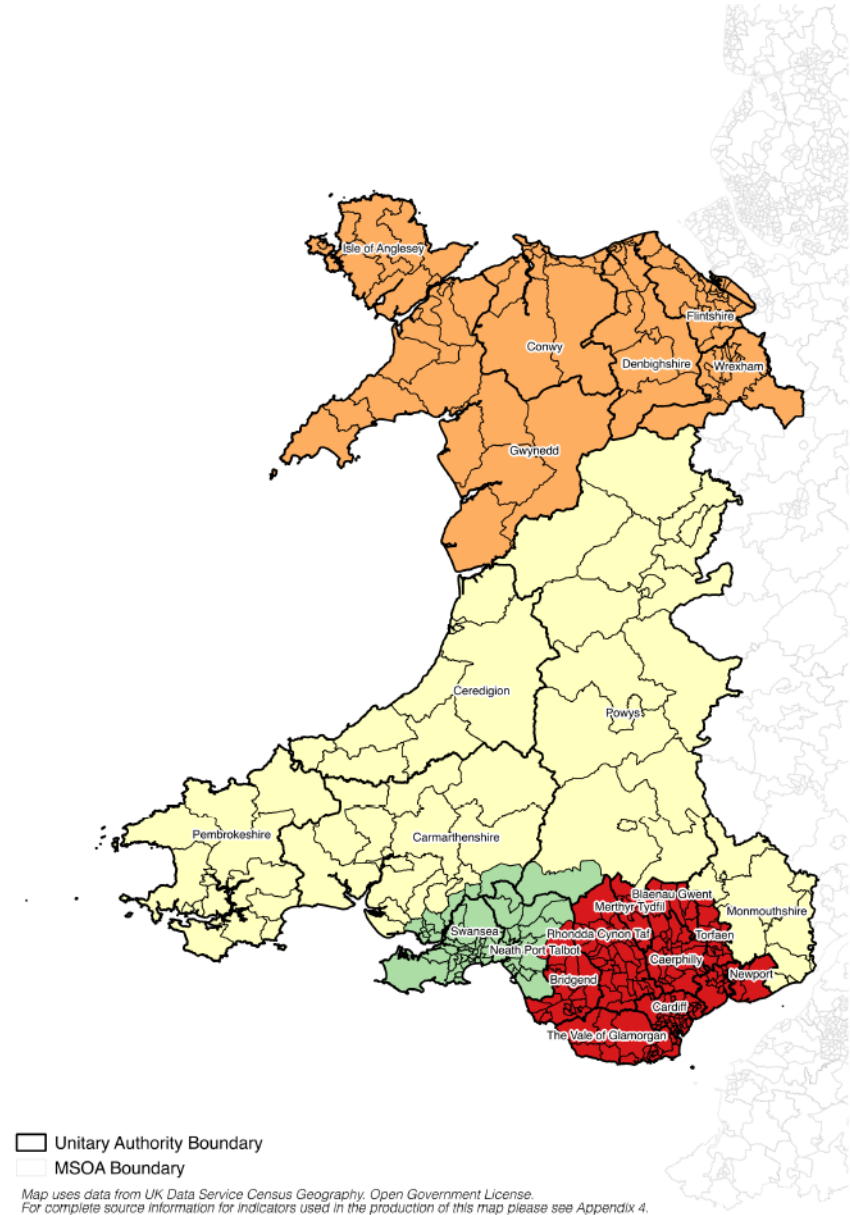 Isle of Anglesey
Flintshire
Conwy
Denbighshire
Wrexham
Gwynedd
Ceredigion
Powys
Pembrokeshire
Carmarthenshire
Blaenau Gwent
Merthyr Tydfil
Monmouthshire
Swansea
Rhondda Cynon Taf
Torfaen
Neath Port Talbot
Caerphilly
Newport
Bridgend
Cardiff
The Vale of Glamorgan
Unitary Authority Boundary
MSOA Boundary
Map uses data from UK Data Service Census Geography. Open Government License.
For complete source information for indicators used in the production of this map please see Appendix 4.